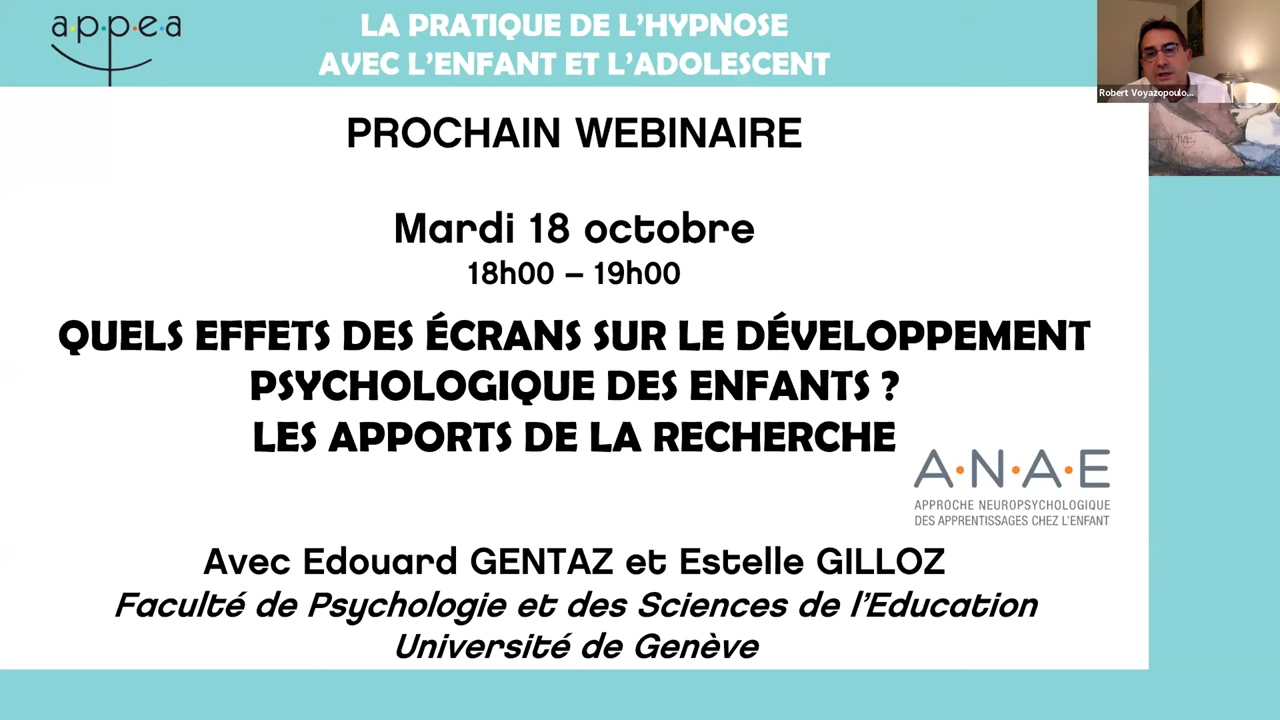 a·p·p·e·a
LA PRATIQUE DE L'HYPNOSE
AVEC L'ENFANT ET L'ADOLESCENT
Robert Voyazopoulo...
PROCHAIN WEBINAIRE
Mardi 18 octobre
18h00 – 19h00
QUELS EFFETS DES ÉCRANS SUR LE DÉVELOPPEMENT
PSYCHOLOGIQUE DES ENFANTS ?
LES APPORTS DE LA RECHERCHE
A·N·A·E
APPROCHE NEUROPSYCHOLOGIQUE
DES APPRENTISSAGES CHEZ L'ENFANT
Avec Edouard GENTAZ et Estelle GILLOZ
Faculté de Psychologie et des Sciences de l'Education
Université de Genève